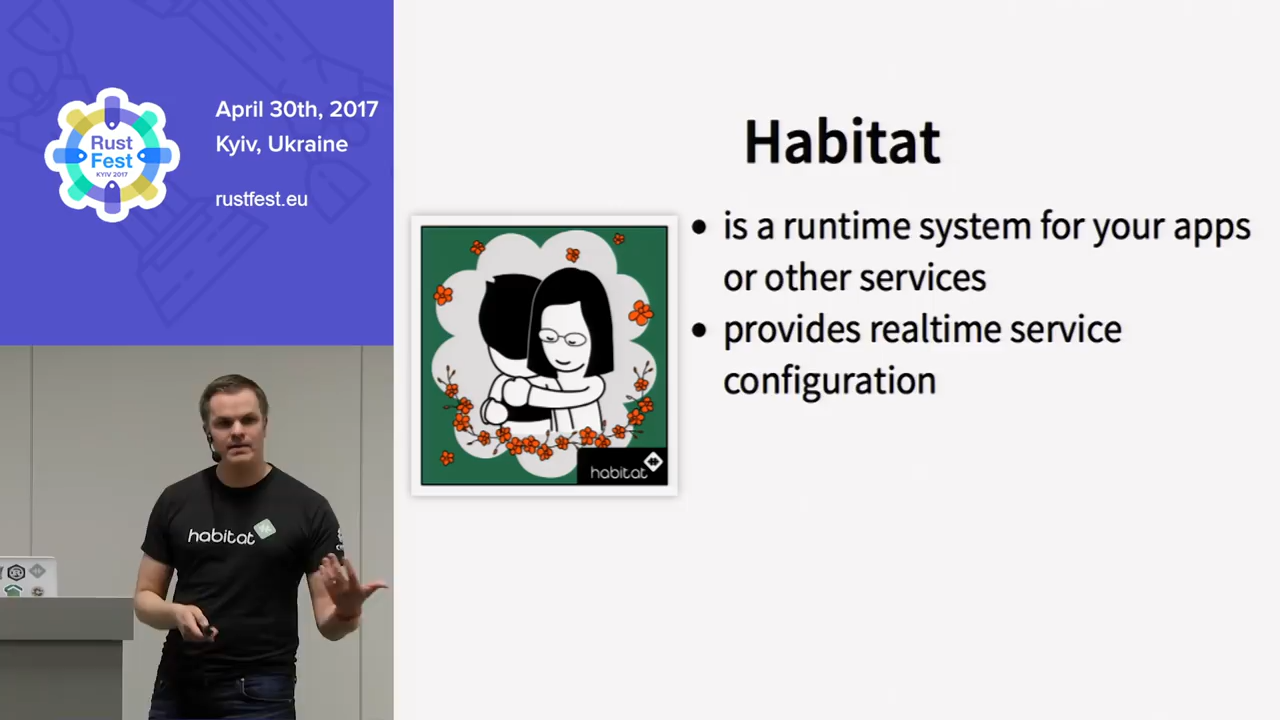 April 30th, 2017
Kyiv, Ukraine
rustfest.eu
Rust
Fest
KYIV 2017
Habitat
• is a runtime system for your apps
or other services
• provides realtime service
configuration
habitat
habitat